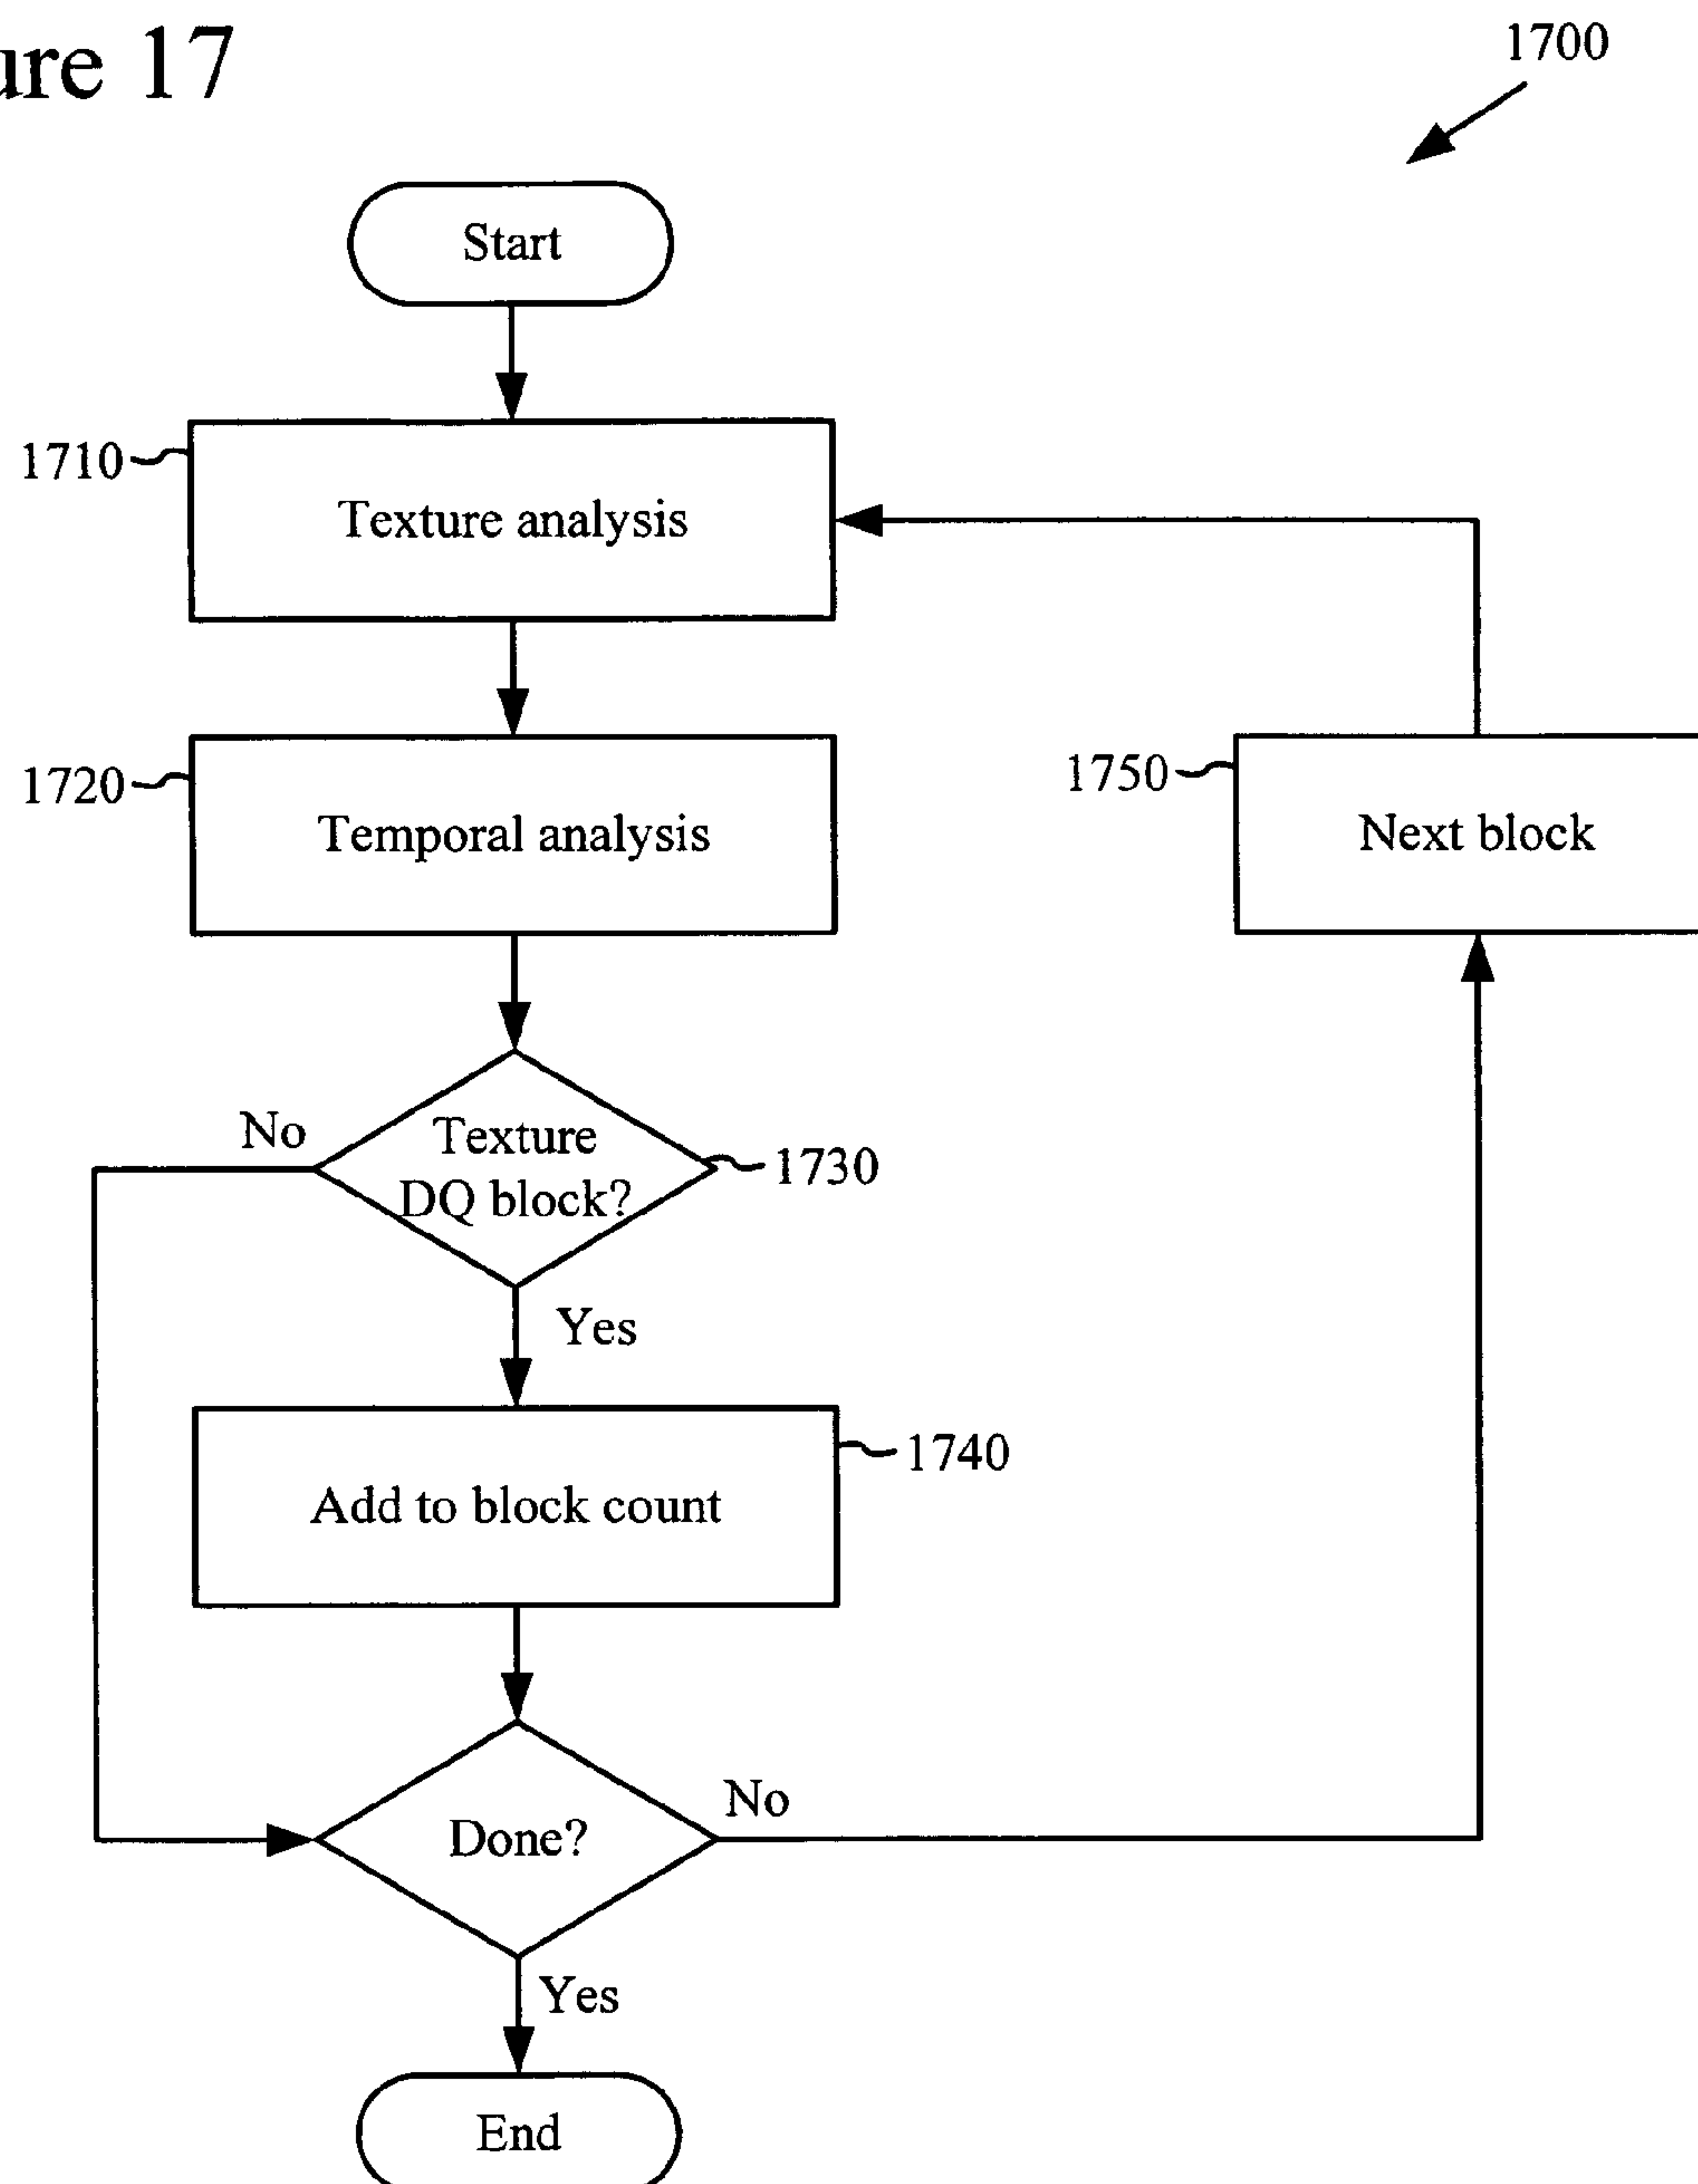 ure 17
1700
Start
1710
Texture analysis
1720
Temporal analysis
1750
Next block
No
Texture
DQ block?
1730
Yes
1740
Add to block count
Done?
No
Yes
End